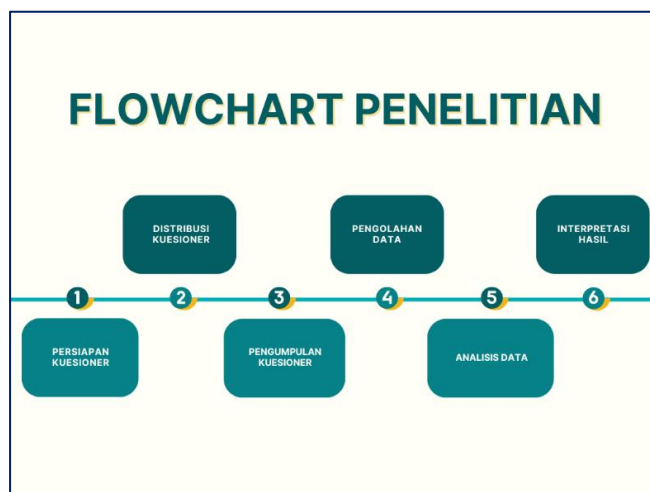 FLOWCHART PENELITIAN
1
PERSIAPAN
KUESIONER
2
DISTRIBUSI
KUESIONER
3
PENGUMPULAN
KUESIONER
4
PENGOLAHAN
DATA
5
ANALISIS DATA
6
INTERPRETASI
HASIL